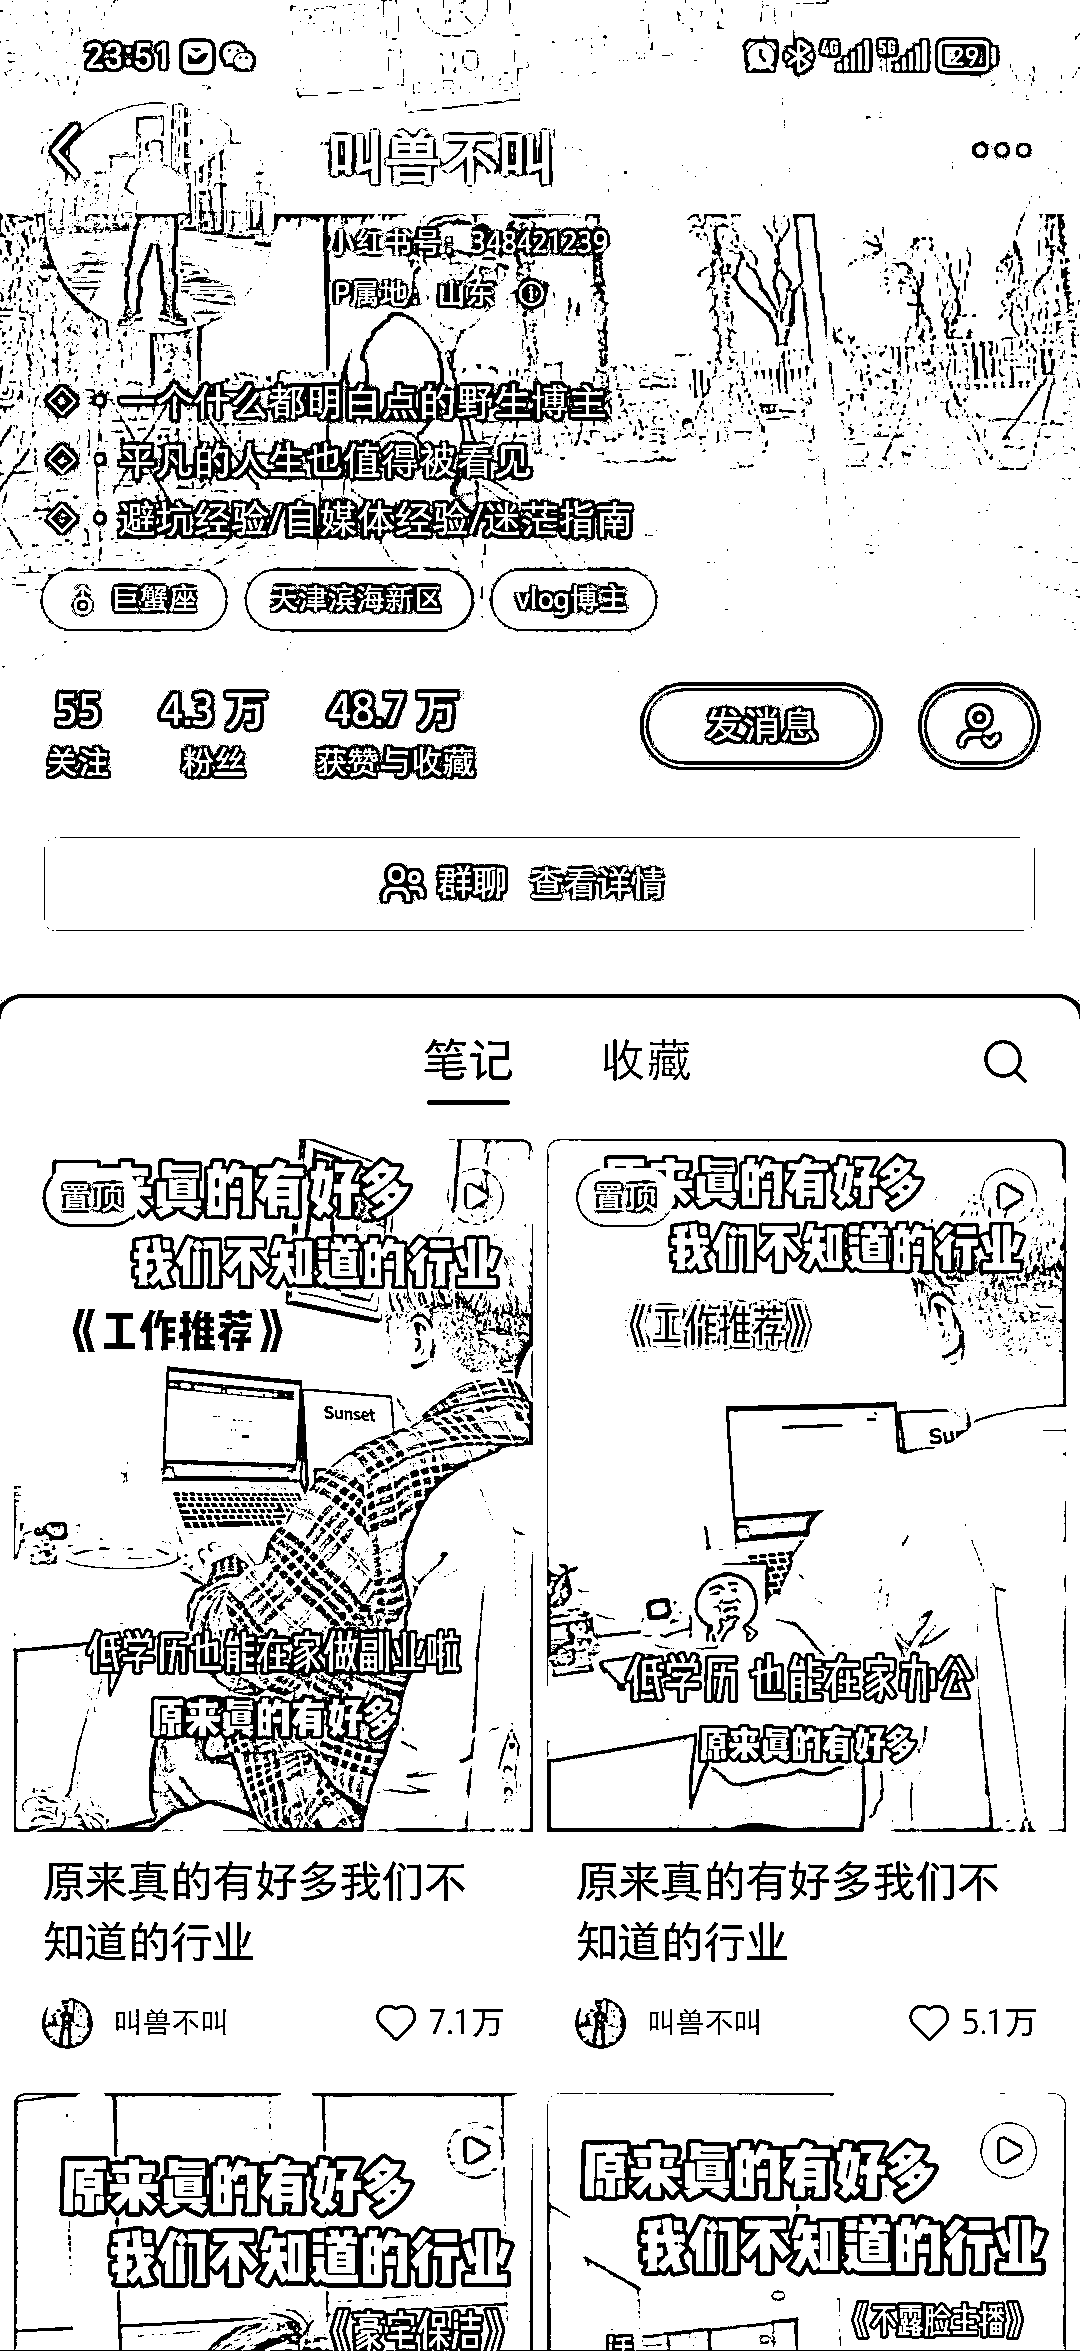 23:51
4G 5G 29
叫兽不叫
小红书号：348421239
IP属地：山东
一个什么都明白点的野生博主
平凡的人生也值得被看见
避坑经验/自媒体经验/迷茫指南
巨蟹座 天津滨海新区 vlog博主
55 4.3万 48.7万
关注 粉丝 获赞与收藏
发消息
群聊 查看详情
笔记 收藏
置顶
来真的有好多
我们不知道的行业
《工作推荐》
Sunset
低学历也能在家做副业啦
原来真的有好多
原来真的有好多我们不
知道的行业
叫兽不叫 7.1万
置顶
来真的有好多
我们不知道的行业
《工作推荐》
Su
低学历 也能在家办公
原来真的有好多
原来真的有好多我们不
知道的行业
叫兽不叫 5.1万
原来真的有好多
我们不知道的行业
《豪宅保洁》
原来真的有好多
我们不知道的行业
《不露脸主播》